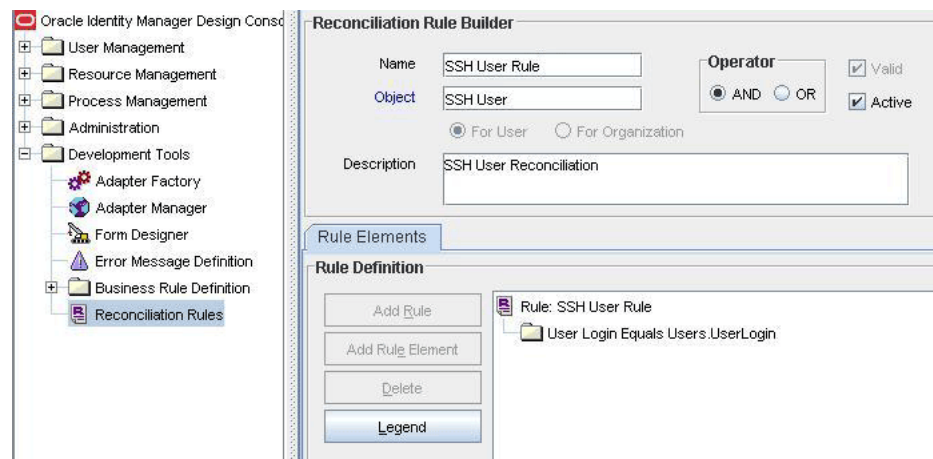 Oracle Identity Manager Design Consc
User Management
Resource Management
Process Management
Administration
Development Tools
Adapter Factory
Adapter Manager
Form Designer
Error Message Definition
Business Rule Definition
Reconciliation Rules
Reconciliation Rule Builder
Name SSH User Rule
Operator
Valid
Object SSH User
AND OR
Active
For User For Organization
Description SSH User Reconciliation
Rule Elements
Rule Definition
Add Rule
Add Rule Element
Delete
Legend
Rule: SSH User Rule
User Login Equals Users.UserLogin